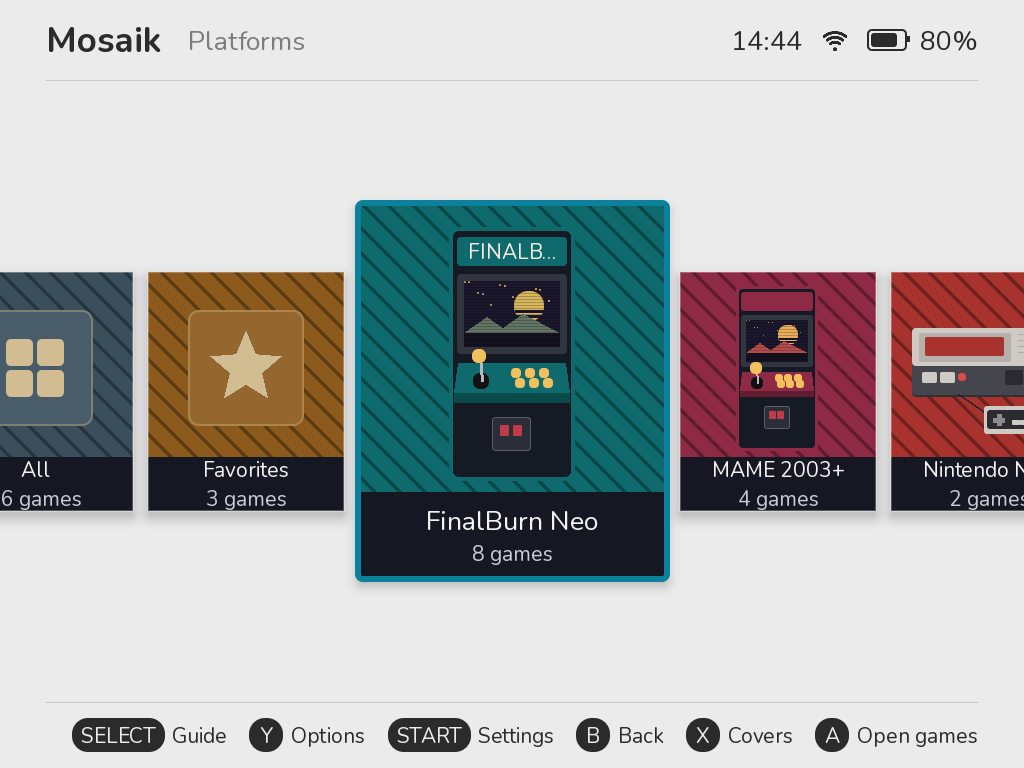 Mosaik Platforms 14:44 80%
FINALB...
All
6 games
Favorites
3 games
FinalBurn Neo
8 games
MAME 2003+
4 games
Nintendo N
2 games
SELECT Guide Y Options START Settings B Back X Covers A Open games